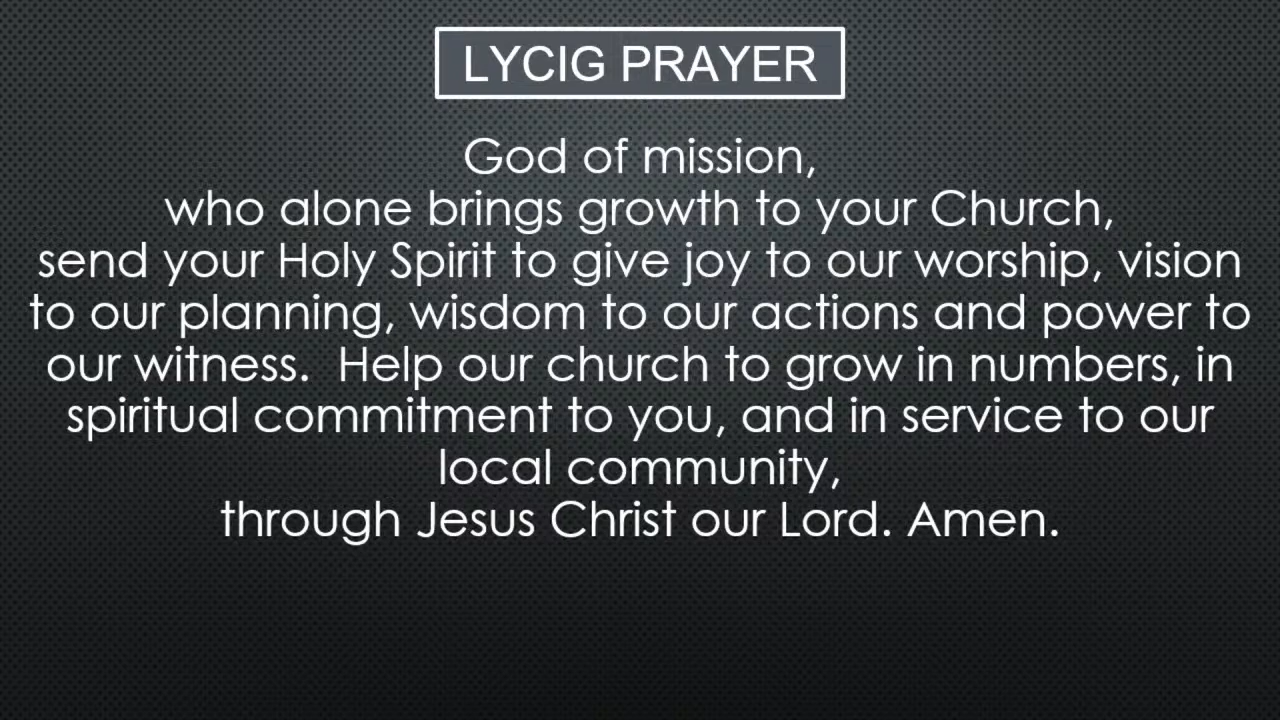 LYCIG PRAYER
God of mission,
who alone brings growth to your Church,
send your Holy Spirit to give joy to our worship, vision
to our planning, wisdom to our actions and power to
our witness.  Help our church to grow in numbers, in
spiritual commitment to you, and in service to our
local community,
through Jesus Christ our Lord. Amen.